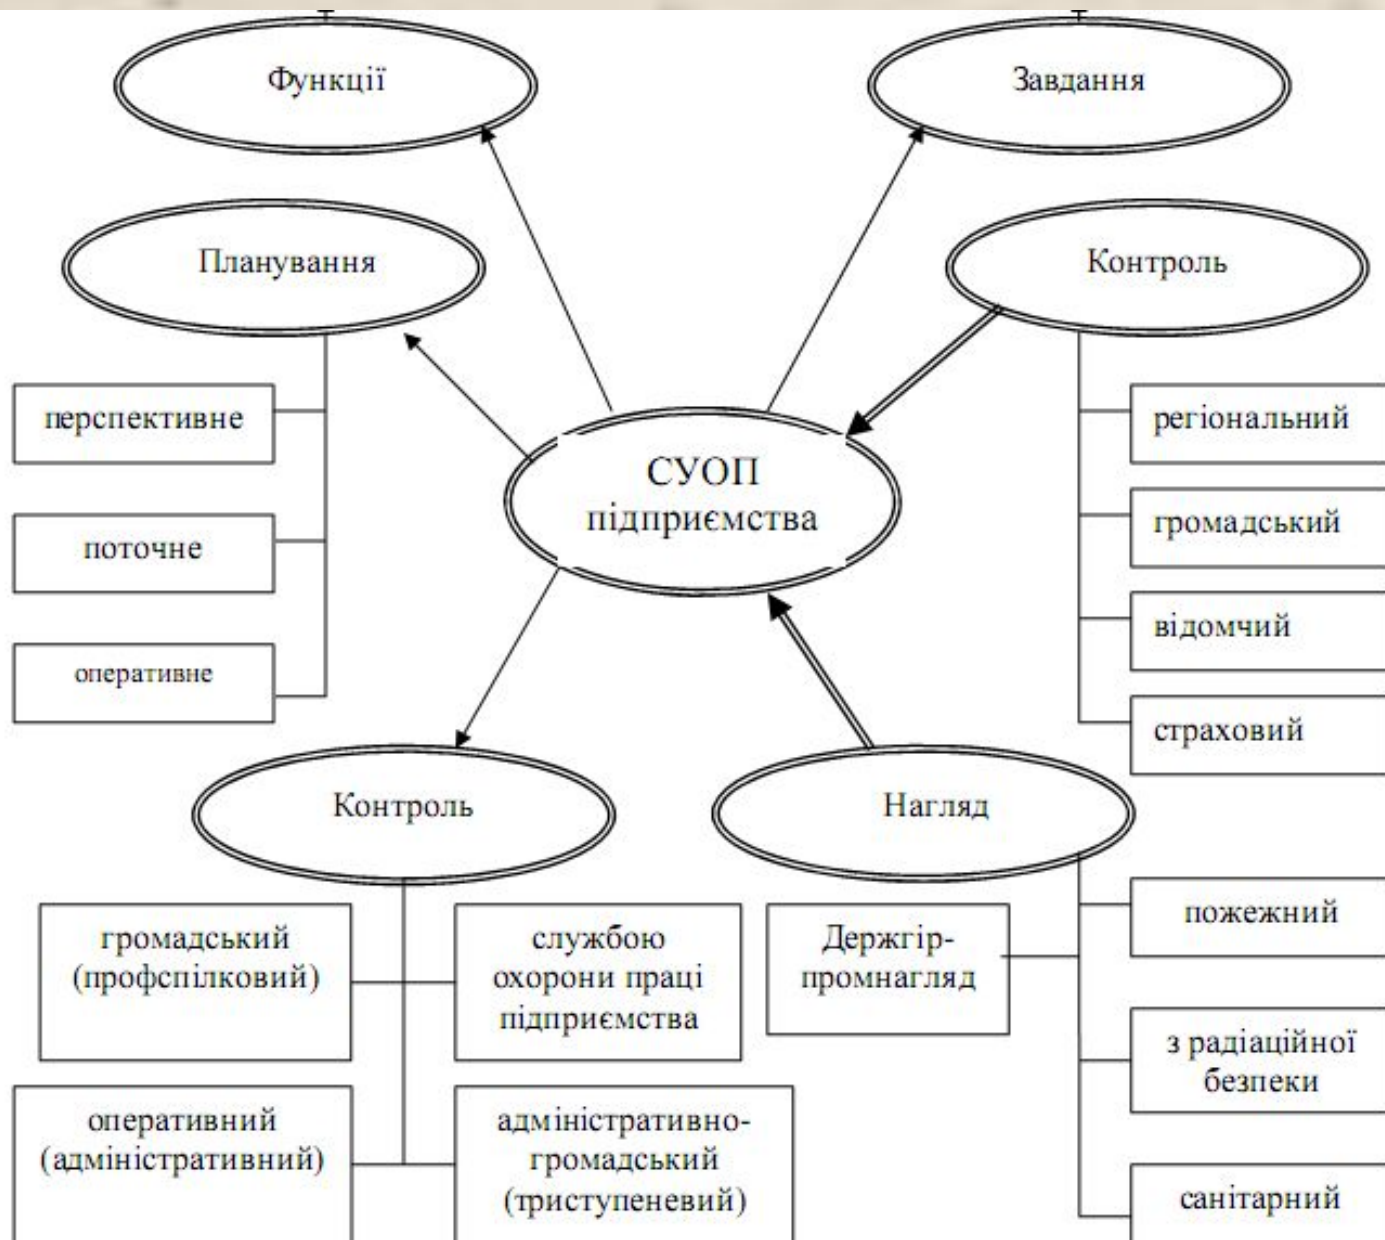 Функції
Завдання
Планування
Контроль
перспективне
поточне
оперативне
СУОП
підприємства
регіональний
громадський
відомчий
страховий
Контроль
Нагляд
громадський
(профспілковий)
службою
охорони праці
підприємства
оперативний
(адміністративний)
адміністративно-
громадський
(триступеневий)
Держгір-
промнагляд
пожежний
з радіаційної
безпеки
санітарний